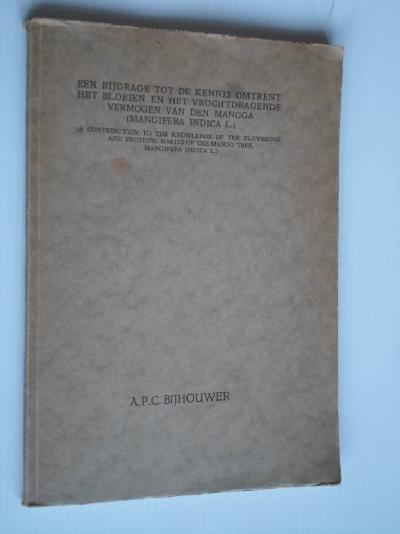 EEN BIJDRAGE TOT DE KENNIS OMTRENT
HET BLOEIEN EN HET VRUCHTDRAGENDE
VERMOGEN VAN DEN MANGGA
(MANGIFERA INDICA L.)
(A CONTRIBUTION TO THE KNOWLEDGE OF THE FLOWERING
AND FRUITING HABITS OF THE MANGO TREE,
MANGIFERA INDICA L.)
A.P.C. BIJHOUWER